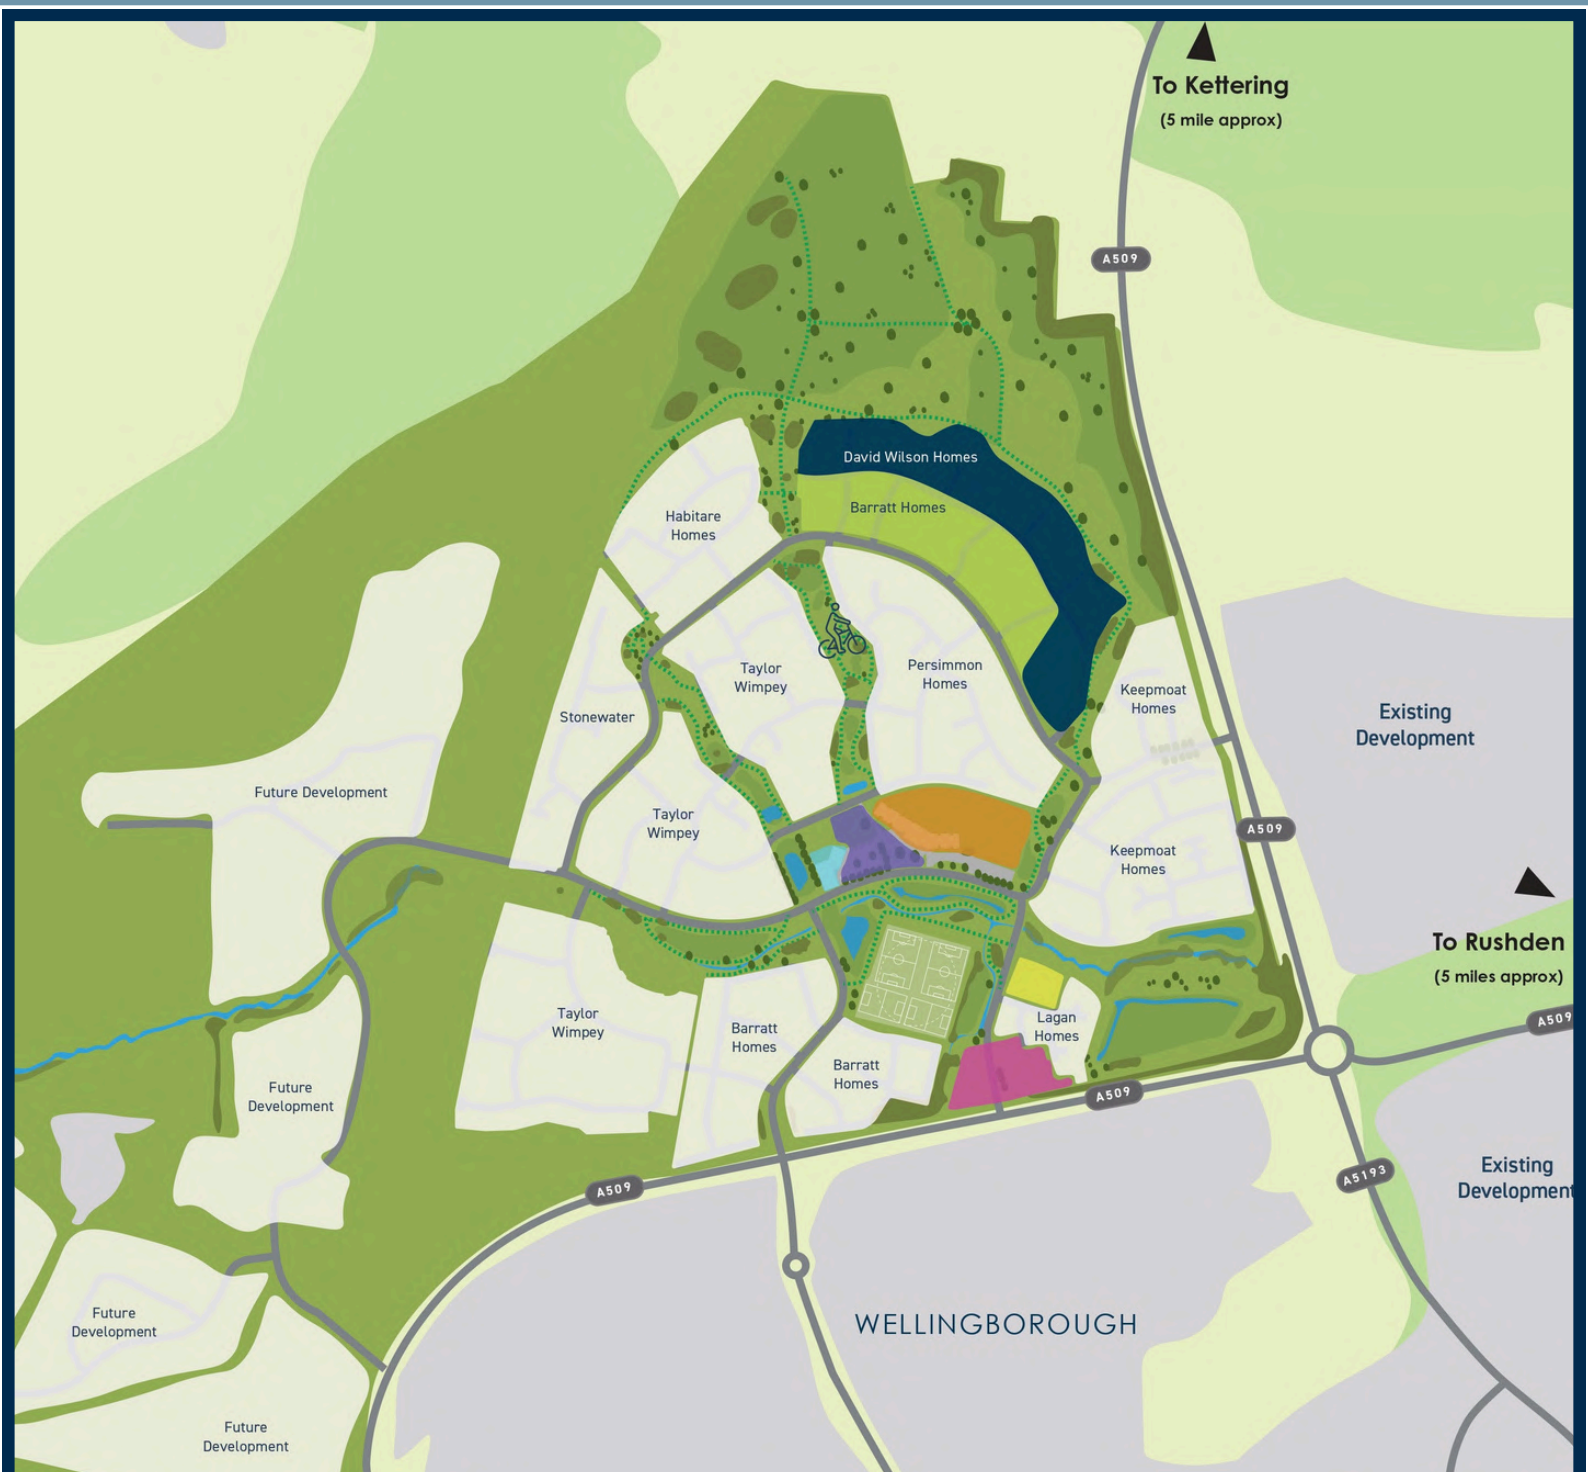 To Kettering
(5 mile approx)
A509
David Wilson Homes
Barratt Homes
Habitare
Homes
Taylor
Wimpey
Persimmon
Homes
Keepmoat
Homes
Stonewater
Existing
Development
Future Development
Taylor
Wimpey
A509
Keepmoat
Homes
To Rushden
(5 miles approx)
Taylor
Wimpey
Barratt
Homes
Lagan
Homes
A509
Barratt
Homes
Future
Development
A509
A5193
Existing
Development
A509
Future
Development
WELLINGBOROUGH
Future
Development